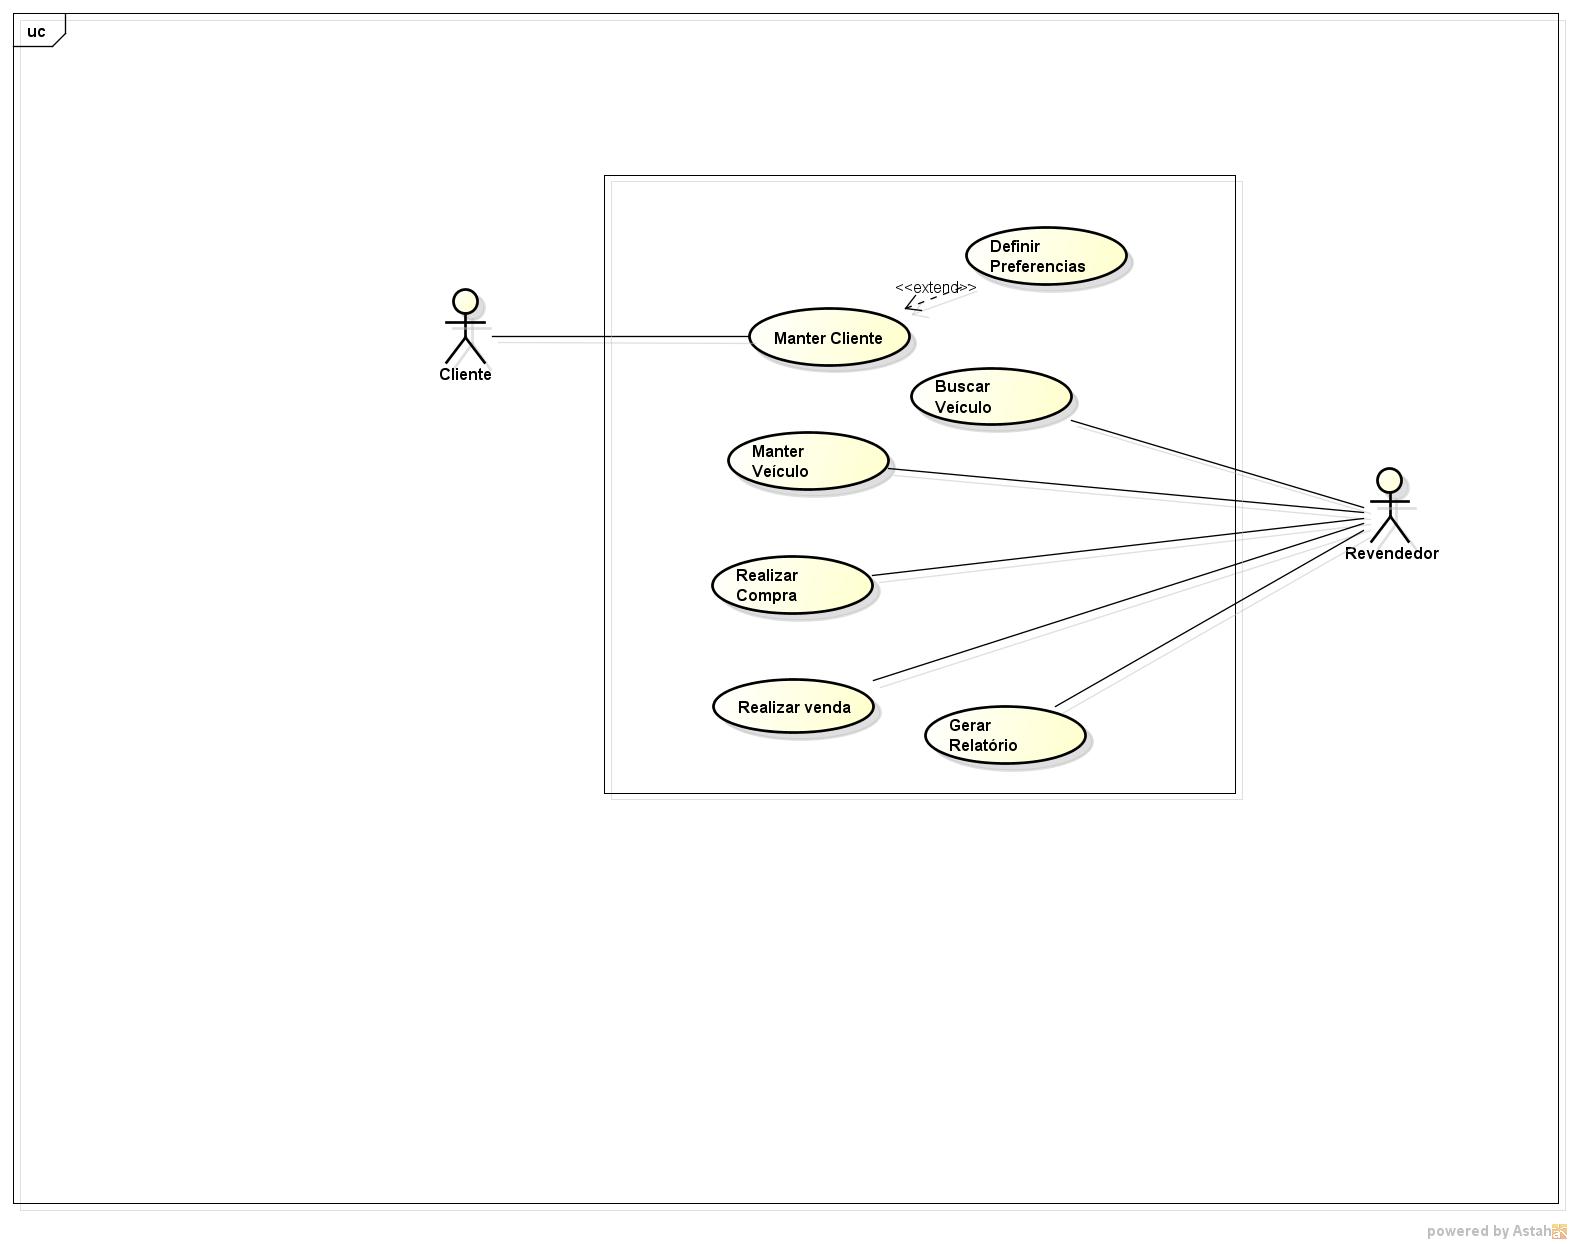 uc
Definir
Preferencias
<<extend>>
Manter Cliente
Cliente
Buscar
Veículo
Manter
Veículo
Revendedor
Realizar
Compra
Realizar venda
Gerar
Relatório
powered by Astah